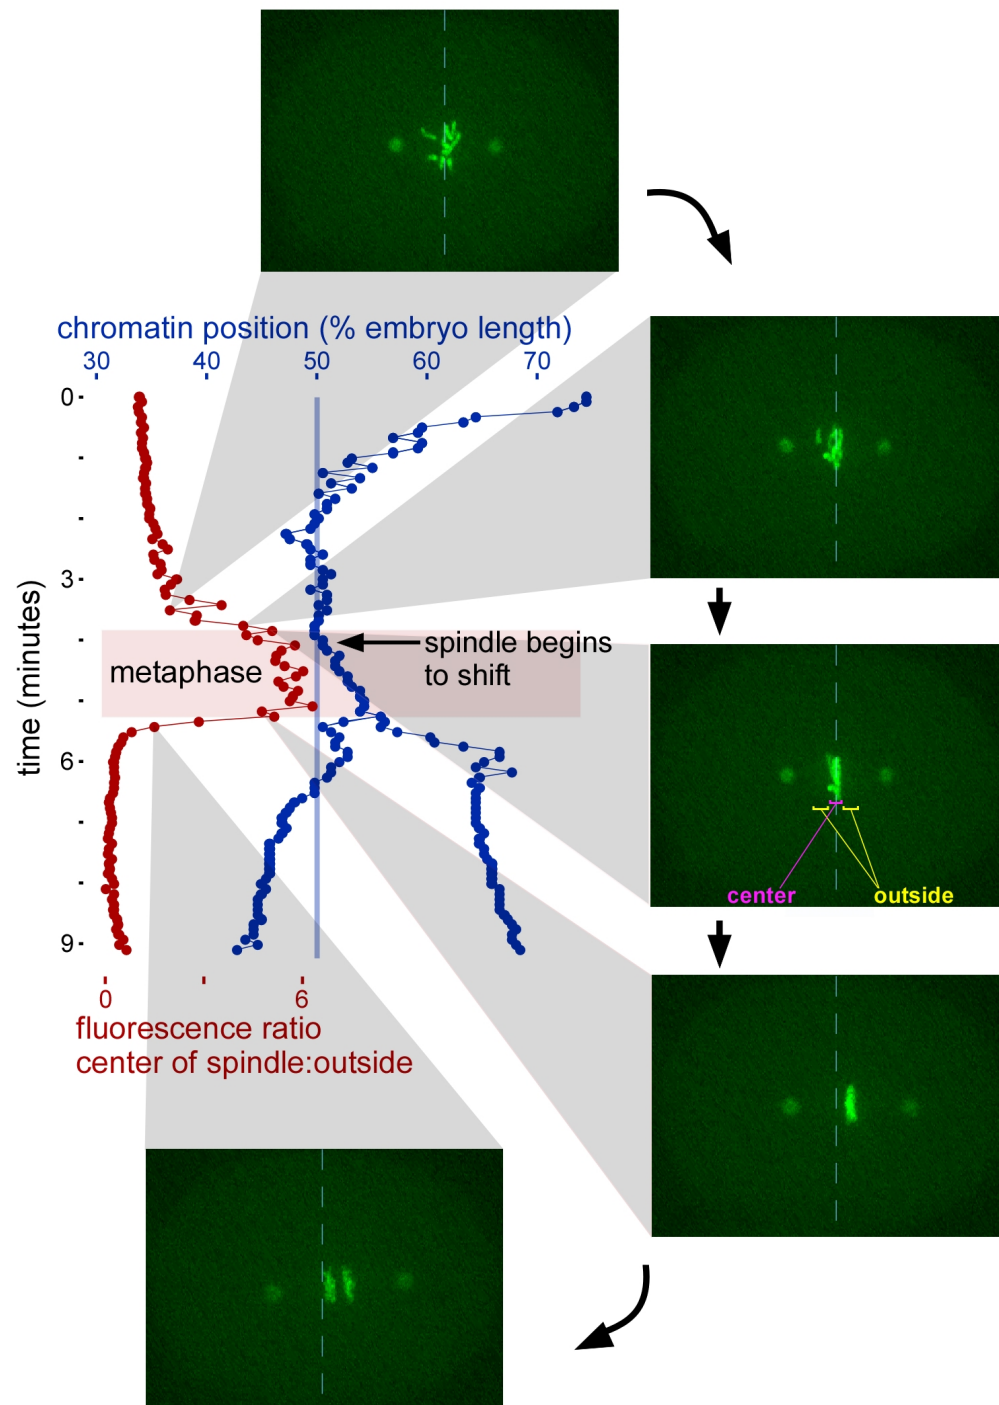 chromatin position (% embryo length)
30 40 50 60 70
0
3
6
9
time (minutes)
metaphase
spindle begins
to shift
center outside
0 6
fluorescence ratio
center of spindle:outside